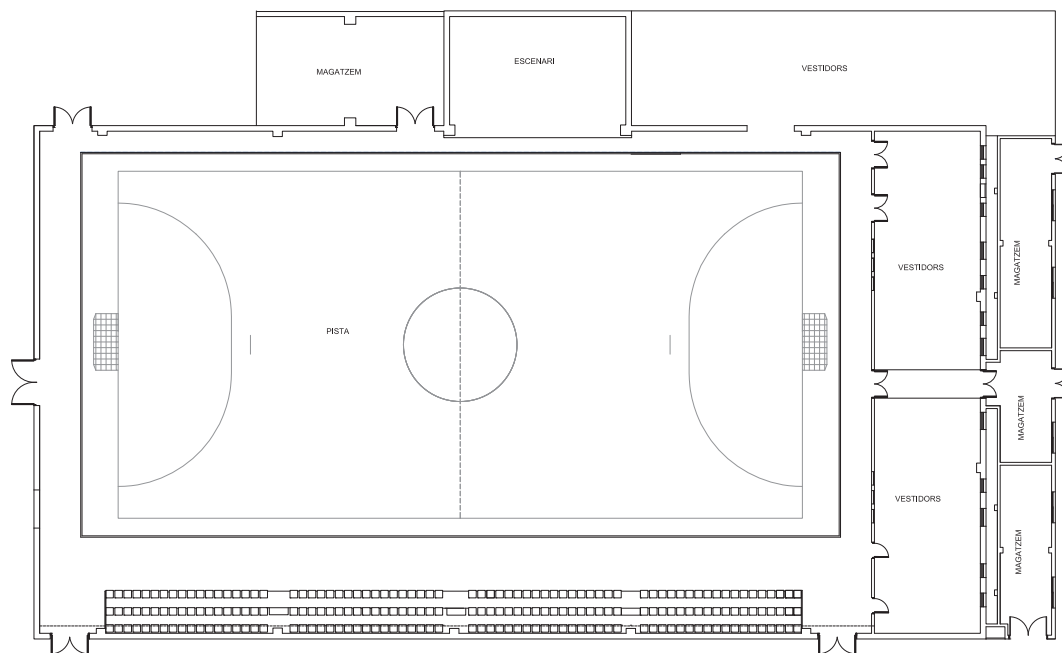 MAGATZEM
ESCENARI
VESTIDORS
PISTA
VESTIDORS
MAGATZEM
MAGATZEM
VESTIDORS
MAGATZEM